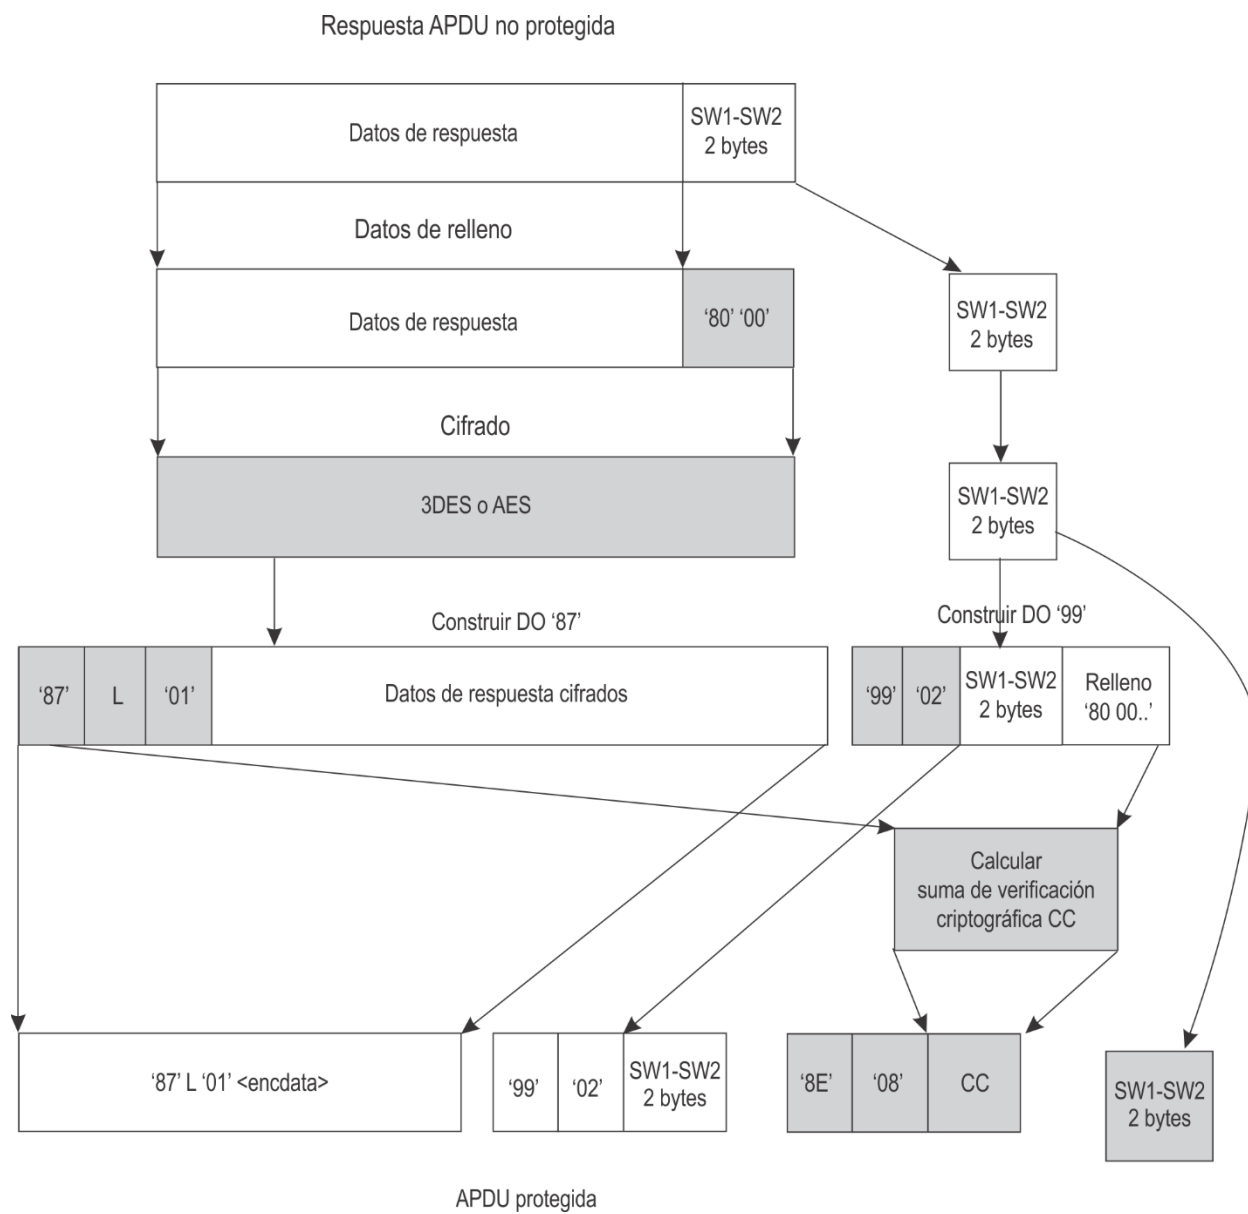 Respuesta APDU no protegida
Datos de respuesta
SW1-SW2
2 bytes
Datos de relleno
Datos de respuesta
‘80’ ‘00’
SW1-SW2
2 bytes
Cifrado
3DES o AES
SW1-SW2
2 bytes
Construir DO ‘87’
Construir DO ‘99’
‘87’
L
‘01’
Datos de respuesta cifrados
‘99’
‘02’
SW1-SW2
2 bytes
Relleno
‘80 00..’
Calcular
suma de verificación
criptográfica CC
‘87’ L ‘01’ <encdata>
‘99’
‘02’
SW1-SW2
2 bytes
‘8E’
‘08’
CC
SW1-SW2
2 bytes
APDU protegida